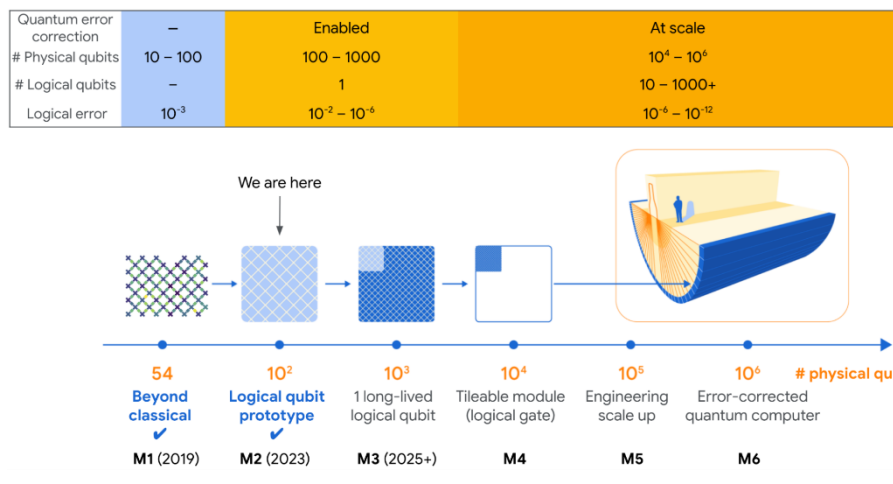 Quantum error correction – Enabled At scale
# Physical qubits 10 – 100 100 – 1000 10⁴ – 10⁶
# Logical qubits – 1 10 – 1000+
Logical error 10⁻³ 10⁻² – 10⁻⁶ 10⁻⁶ – 10⁻¹²
We are here
54 10² 10³ 10⁴ 10⁵ 10⁶ # physical qu
Beyond classical Logical qubit prototype 1 long-lived logical qubit Tileable module (logical gate) Engineering scale up Error-corrected quantum computer
✔ ✔
M1 (2019) M2 (2023) M3 (2025+) M4 M5 M6